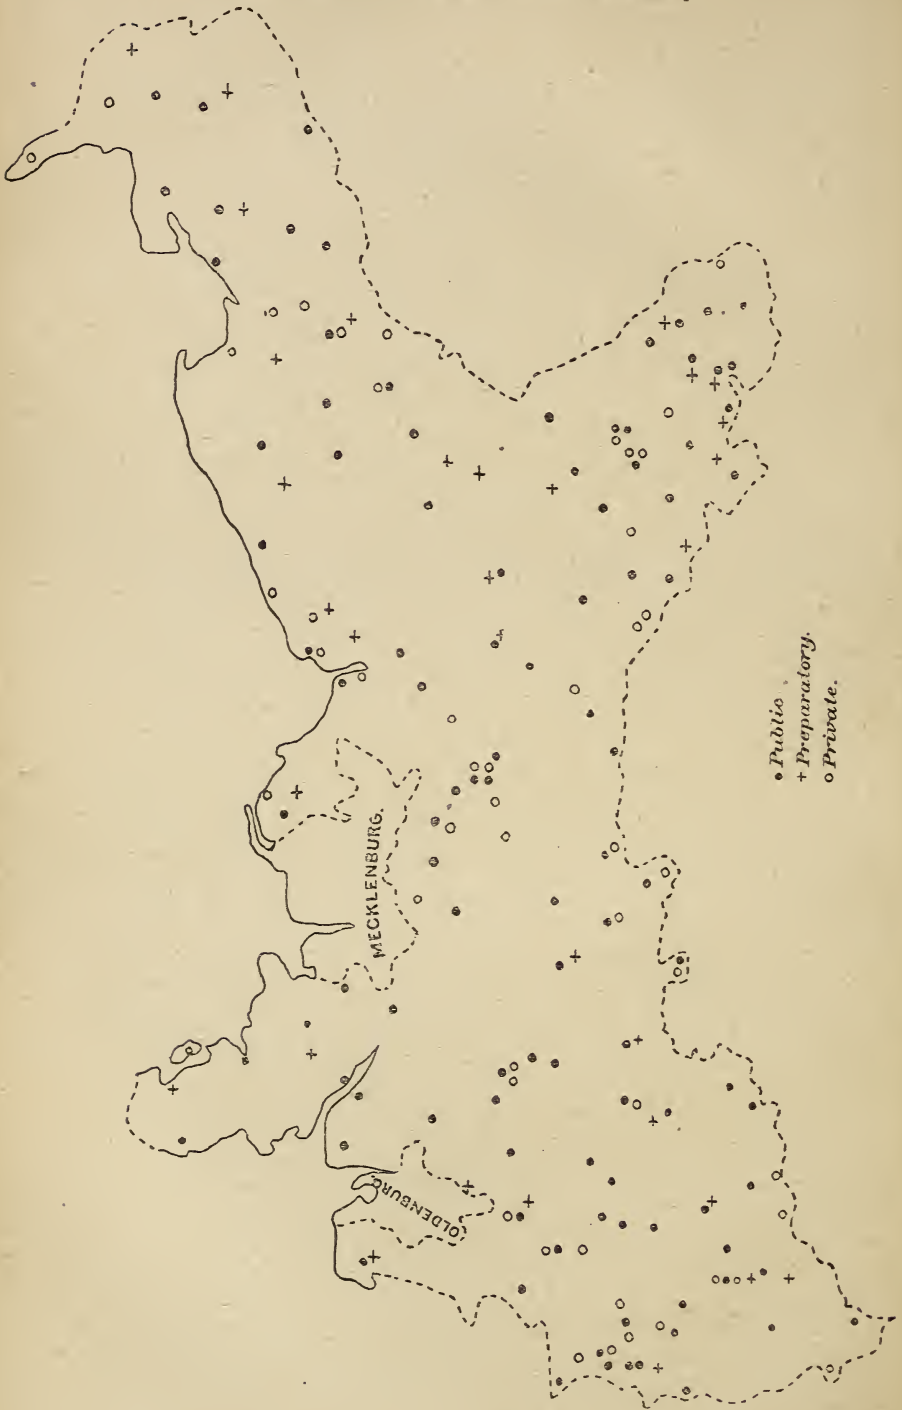 MECKLENBURG.
OLDENBURG.
• Public
+ Preparatory.
o Private.